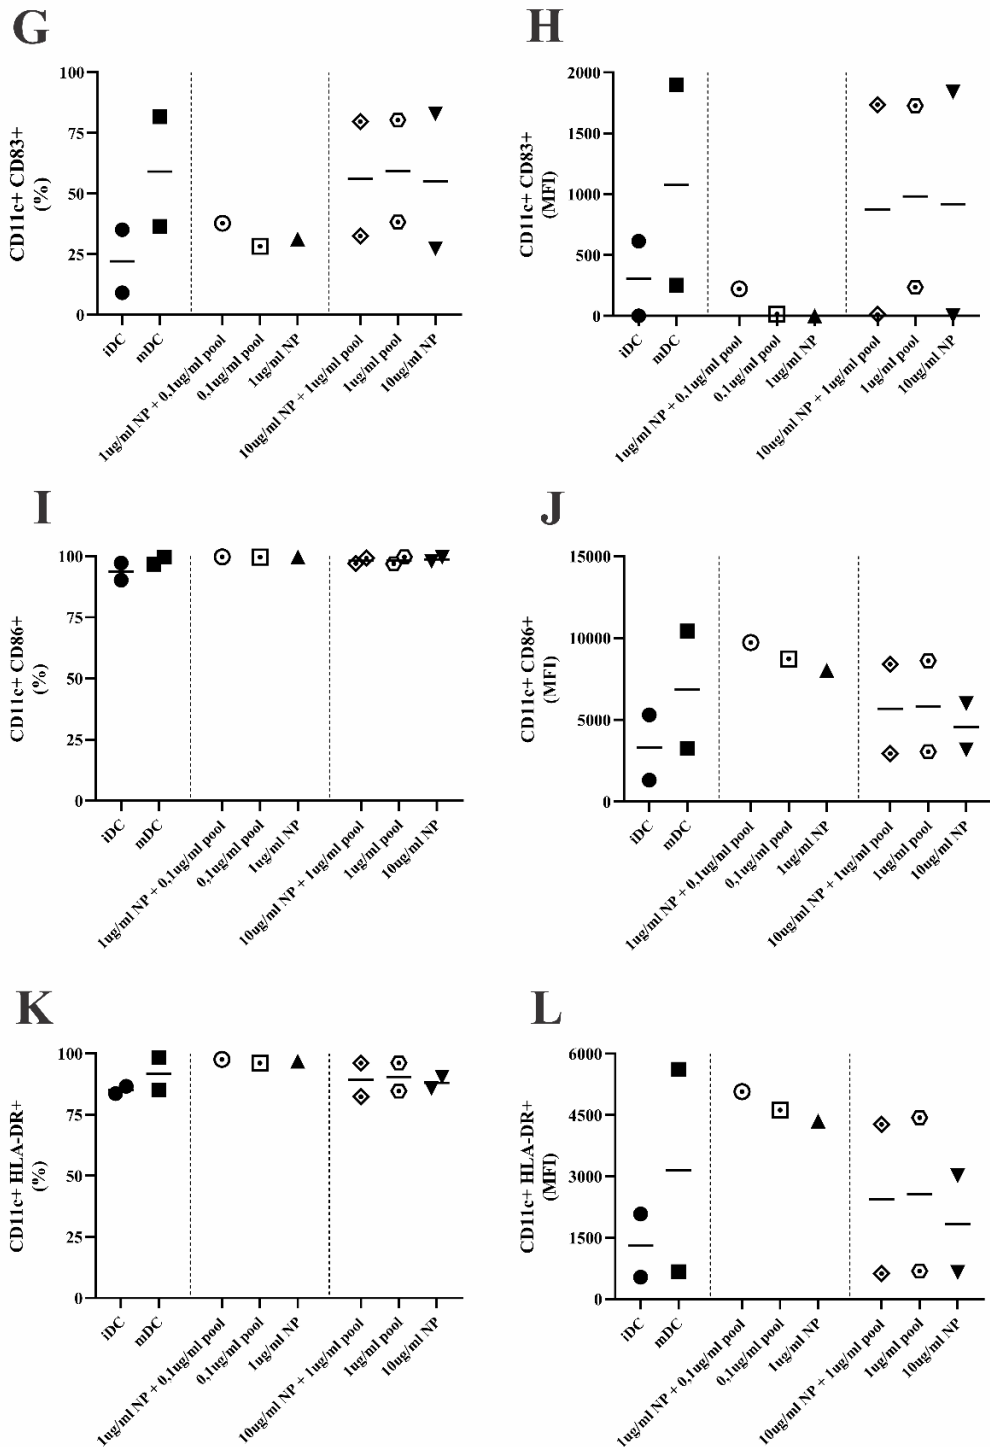 G
CD11c+ CD83+
(%)
100
75
50
25
0
iDC
mDC
1ug/ml NP + 0,1ug/ml pool
0,1ug/ml pool
1ug/ml NP
10ug/ml NP + 1ug/ml pool
1ug/ml pool
10ug/ml NP
H
CD11c+ CD83+
(MFI)
2000
1500
1000
500
0
iDC
mDC
1ug/ml NP + 0,1ug/ml pool
0,1ug/ml pool
1ug/ml NP
10ug/ml NP + 1ug/ml pool
1ug/ml pool
10ug/ml NP
I
CD11c+ CD86+
(%)
100
75
50
25
0
iDC
mDC
1ug/ml NP + 0,1ug/ml pool
0,1ug/ml pool
1ug/ml NP
10ug/ml NP + 1ug/ml pool
1ug/ml pool
10ug/ml NP
J
CD11c+ CD86+
(MFI)
15000
10000
5000
0
iDC
mDC
1ug/ml NP + 0,1ug/ml pool
0,1ug/ml pool
1ug/ml NP
10ug/ml NP + 1ug/ml pool
1ug/ml pool
10ug/ml NP
K
CD11c+ HLA-DR+
(%)
100
75
50
25
0
iDC
mDC
1ug/ml NP + 0,1ug/ml pool
0,1ug/ml pool
1ug/ml NP
10ug/ml NP + 1ug/ml pool
1ug/ml pool
10ug/ml NP
L
CD11c+ HLA-DR+
(MFI)
6000
4500
3000
1500
0
iDC
mDC
1ug/ml NP + 0,1ug/ml pool
0,1ug/ml pool
1ug/ml NP
10ug/ml NP + 1ug/ml pool
1ug/ml pool
10ug/ml NP